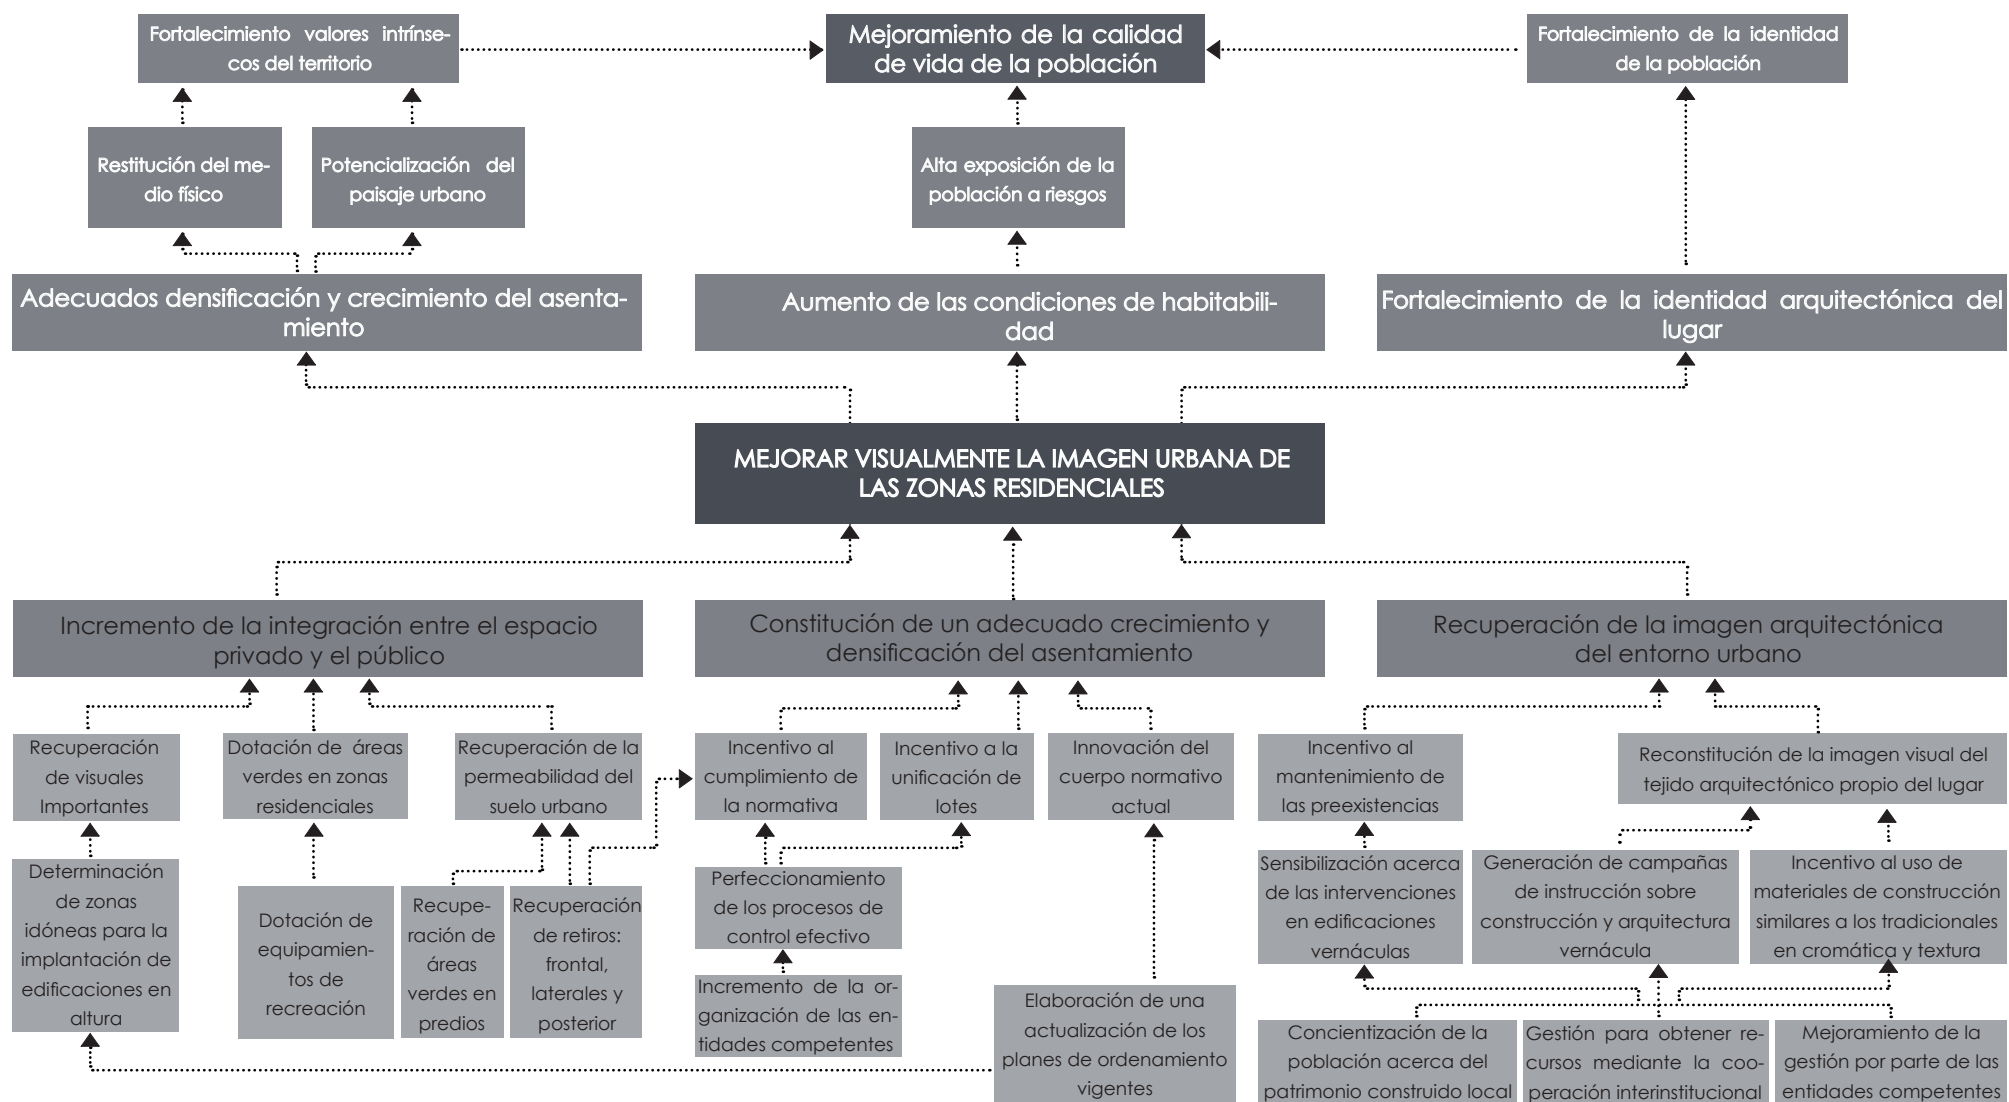 Fortalecimiento valores intrínse-
cos del territorio
Mejoramiento de la calidad
de vida de la población
Fortalecimiento de la identidad
de la población
Restitución del me-
dio físico
Potencialización del
paisaje urbano
Alta exposición de la
población a riesgos
Adecuados densificación y crecimiento del asenta-
miento
Aumento de las condiciones de habitabili-
dad
Fortalecimiento de la identidad arquitectónica del
lugar
MEJORAR VISUALMENTE LA IMAGEN URBANA DE
LAS ZONAS RESIDENCIALES
Incremento de la integración entre el espacio
privado y el público
Constitución de un adecuado crecimiento y
densificación del asentamiento
Recuperación de la imagen arquitectónica
del entorno urbano
Recuperación
de visuales
Importantes
Dotación de áreas
verdes en zonas
residenciales
Recuperación de la
permeabilidad del
suelo urbano
Incentivo al
cumplimiento de
la normativa
Incentivo a la
unificación de
lotes
Innovación del
cuerpo normativo
actual
Incentivo al
mantenimiento de
las preexistencias
Reconstitución de la imagen visual del
tejido arquitectónico propio del lugar
Determinación
de zonas
idóneas para la
implantación de
edificaciones en
altura
Dotación de
equipamien-
tos de
recreación
Recupe-
ración de
áreas
verdes en
predios
Recuperación
de retiros:
frontal,
laterales y
posterior
Perfeccionamiento
de los procesos de
control efectivo
Sensibilización acerca
de las intervenciones
en edificaciones
vernáculas
Generación de campañas
de instrucción sobre
construcción y arquitectura
vernácula
Incentivo al uso de
materiales de construcción
similares a los tradicionales
en cromática y textura
Incremento de la or-
ganización de las en-
tidades competentes
Elaboración de una
actualización de los
planes de ordenamiento
vigentes
Concientización de la
población acerca del
patrimonio construido local
Gestión para obtener re-
cursos mediante la coo-
peración interinstitucional
Mejoramiento de la
gestión por parte de las
entidades competentes